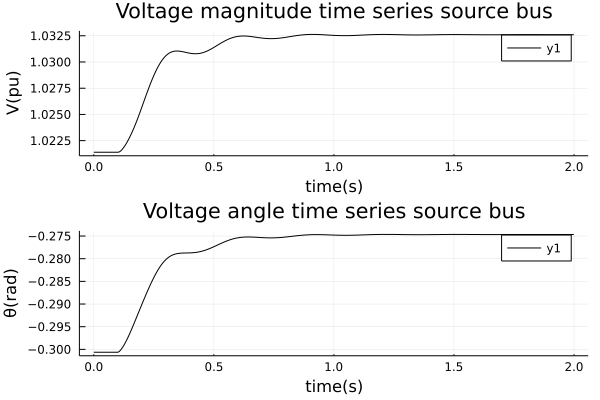 Voltage magnitude time series source bus
V(pu)
1.0325
1.0300
1.0275
1.0250
1.0225
y1
0.0 0.5 1.0 1.5 2.0
time(s)
Voltage angle time series source bus
θ(rad)
−0.275
−0.280
−0.285
−0.290
−0.295
−0.300
y1
0.0 0.5 1.0 1.5 2.0
time(s)